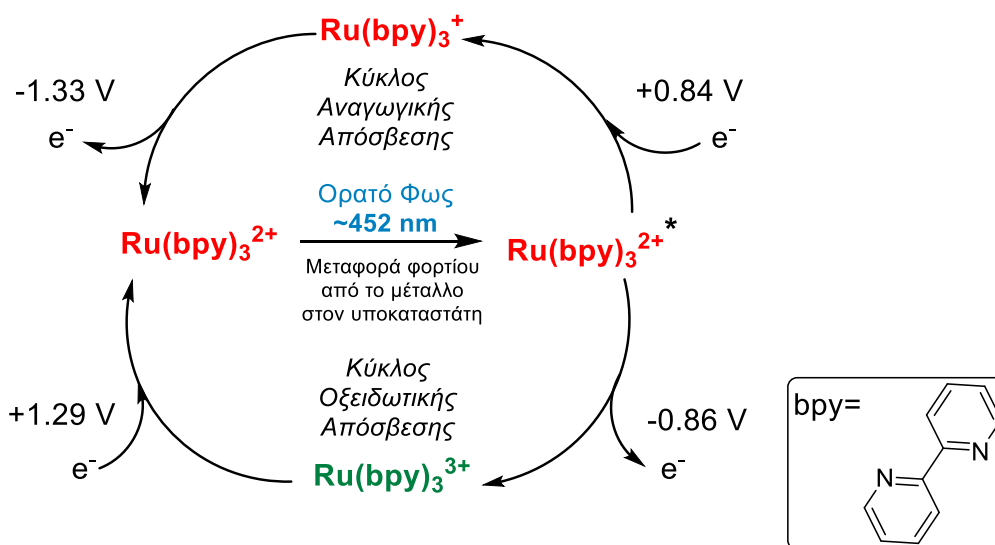 Ru(bpy)₃⁺
-1.33 V
e⁻
Κύκλος
Αναγωγικής
Απόσβεσης
+0.84 V
e⁻
Ορατό Φως
~452 nm
Ru(bpy)₃²⁺
Ru(bpy)₃²⁺*
Μεταφορά φορτίου
από το μέταλλο
στον υποκαταστάτη
Κύκλος
Οξειδωτικής
Απόσβεσης
+1.29 V
e⁻
-0.86 V
e⁻
Ru(bpy)₃³⁺
bpy=
N
N